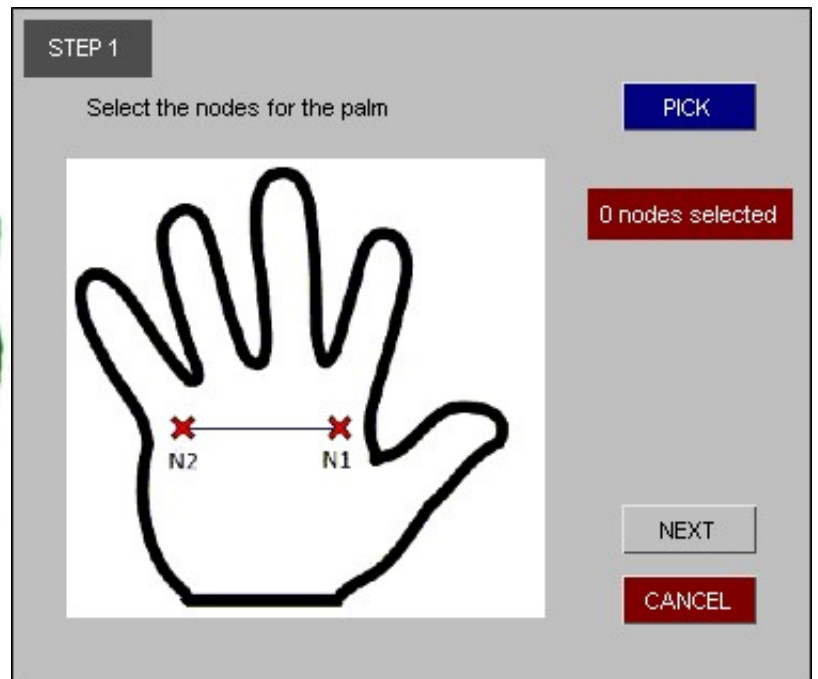 STEP 1
Select the nodes for the palm
PICK
0 nodes selected
N2
N1
NEXT
CANCEL